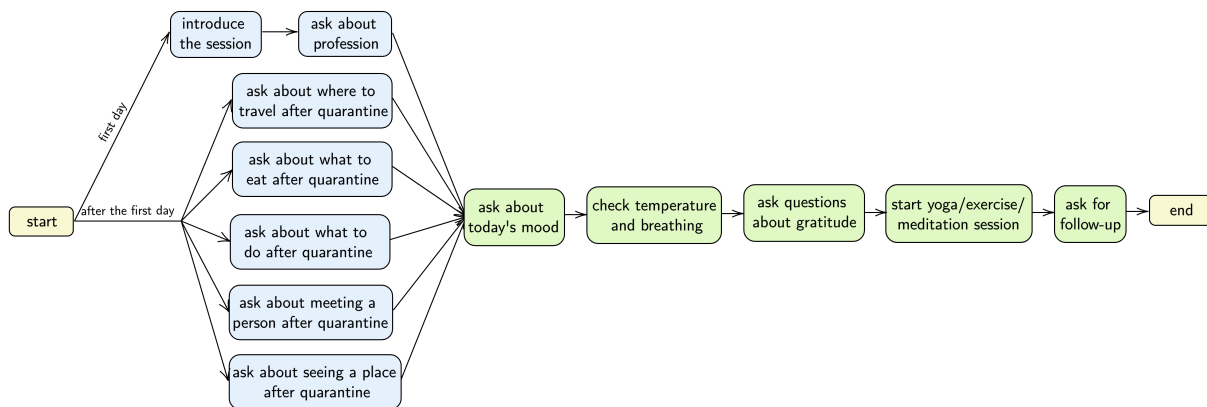 introduce
the session
ask about
profession
first day
ask about where to
travel after quarantine
ask about what to
eat after quarantine
start
after the first day
ask about what to
do after quarantine
ask about meeting a
person after quarantine
ask about seeing a place
after quarantine
ask about
today's mood
check temperature
and breathing
ask questions
about gratitude
start yoga/exercise/
meditation session
ask for
follow-up
end